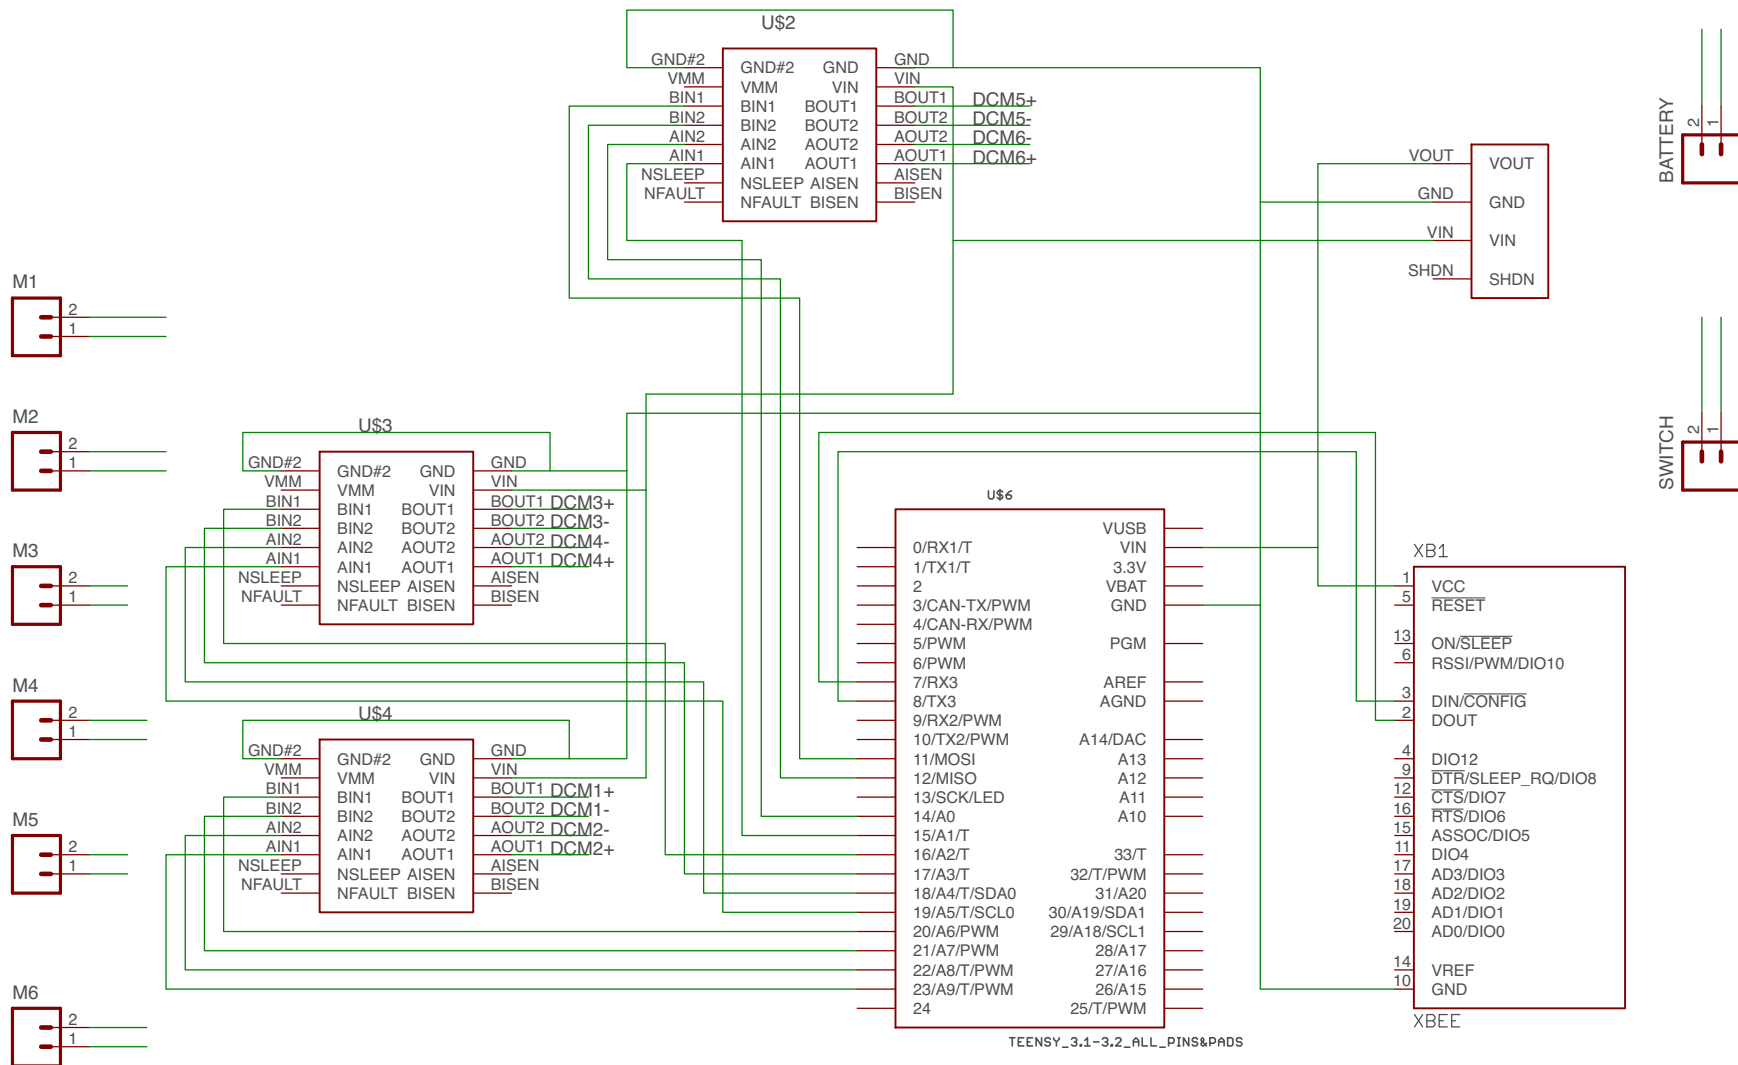 U$2
GND#2
VMM
BIN1
BIN2
AIN2
AIN1
NSLEEP
NFAULT
GND#2 GND
VMM VIN
BIN1 BOUT1
BIN2 BOUT2
AIN2 AOUT2
AIN1 AOUT1
NSLEEP AISEN
NFAULT BISEN
GND
VIN
BOUT1 DCM5+
BOUT2 DCM5-
AOUT2 DCM6-
AOUT1 DCM6+
AISEN
BISEN
VOUT VOUT
GND GND
VIN VIN
SHDN SHDN
BATTERY
2
1
SWITCH
2
1
M1
2
1
M2
2
1
M3
2
1
M4
2
1
M5
2
1
M6
2
1
U$3
GND#2
VMM
BIN1
BIN2
AIN2
AIN1
NSLEEP
NFAULT
GND#2 GND
VMM VIN
BIN1 BOUT1
BIN2 BOUT2
AIN2 AOUT2
AIN1 AOUT1
NSLEEP AISEN
NFAULT BISEN
GND
VIN
BOUT1 DCM3+
BOUT2 DCM3-
AOUT2 DCM4-
AOUT1 DCM4+
AISEN
BISEN
U$4
GND#2
VMM
BIN1
BIN2
AIN2
AIN1
NSLEEP
NFAULT
GND#2 GND
VMM VIN
BIN1 BOUT1
BIN2 BOUT2
AIN2 AOUT2
AIN1 AOUT1
NSLEEP AISEN
NFAULT BISEN
GND
VIN
BOUT1 DCM1+
BOUT2 DCM1-
AOUT2 DCM2-
AOUT1 DCM2+
AISEN
BISEN
U$6
VUSB
0/RX1/T VIN
1/TX1/T 3.3V
2 VBAT
3/CAN-TX/PWM GND
4/CAN-RX/PWM
5/PWM PGM
6/PWM
7/RX3 AREF
8/TX3 AGND
9/RX2/PWM
10/TX2/PWM A14/DAC
11/MOSI A13
12/MISO A12
13/SCK/LED A11
14/A0 A10
15/A1/T
16/A2/T 33/T
17/A3/T 32/T/PWM
18/A4/T/SDA0 31/A20
19/A5/T/SCL0 30/A19/SDA1
20/A6/PWM 29/A18/SCL1
21/A7/PWM 28/A17
22/A8/T/PWM 27/A16
23/A9/T/PWM 26/A15
24 25/T/PWM
TEENSY_3.1-3.2_ALL_PINS&PADS
XB1
1 VCC
5 RESET
13 ON/SLEEP
6 RSSI/PWM/DIO10
3 DIN/CONFIG
2 DOUT
4 DIO12
9 DTR/SLEEP_RQ/DIO8
12 CTS/DIO7
16 RTS/DIO6
15 ASSOC/DIO5
11 DIO4
17 AD3/DIO3
18 AD2/DIO2
19 AD1/DIO1
20 AD0/DIO0
14 VREF
10 GND
XBEE